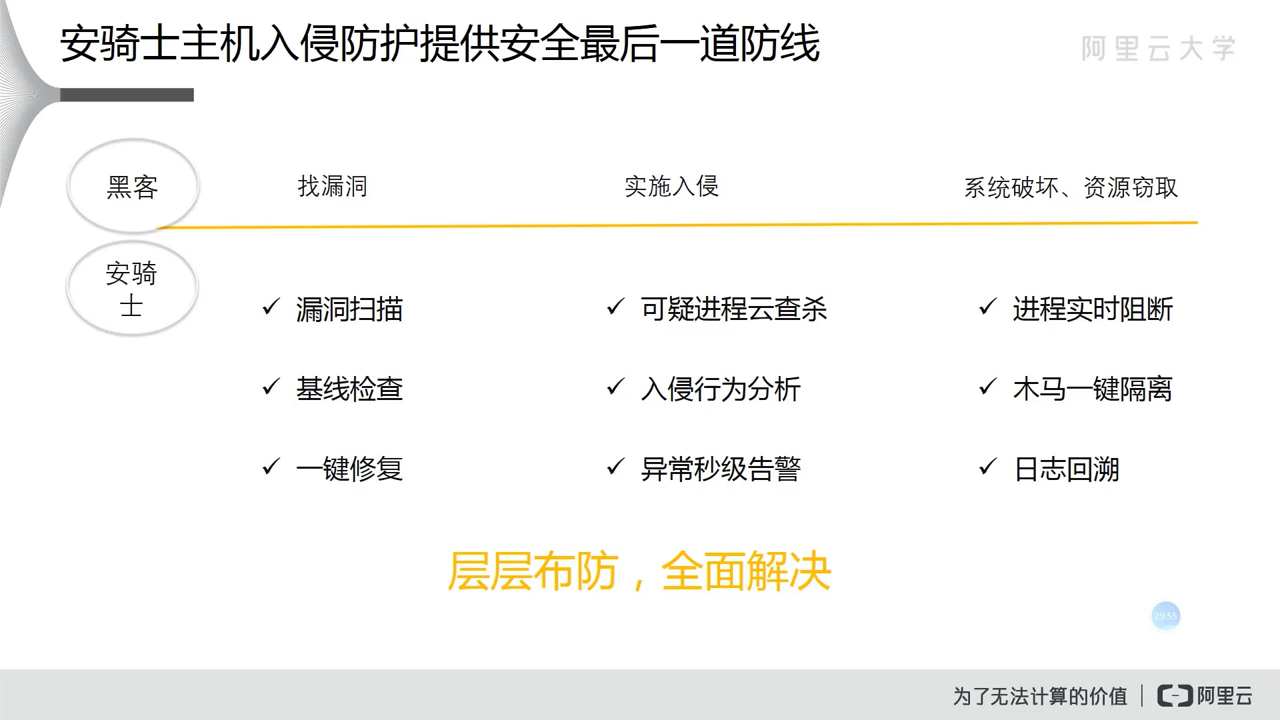 安骑士主机入侵防护提供安全最后一道防线
阿里云大学
黑客
找漏洞
实施入侵
系统破坏、资源窃取
安骑
士
✓ 漏洞扫描
✓ 可疑进程云查杀
✓ 进程实时阻断
✓ 基线检查
✓ 入侵行为分析
✓ 木马一键隔离
✓ 一键修复
✓ 异常秒级告警
✓ 日志回溯
层层布防，全面解决
29:53
为了无法计算的价值
阿里云